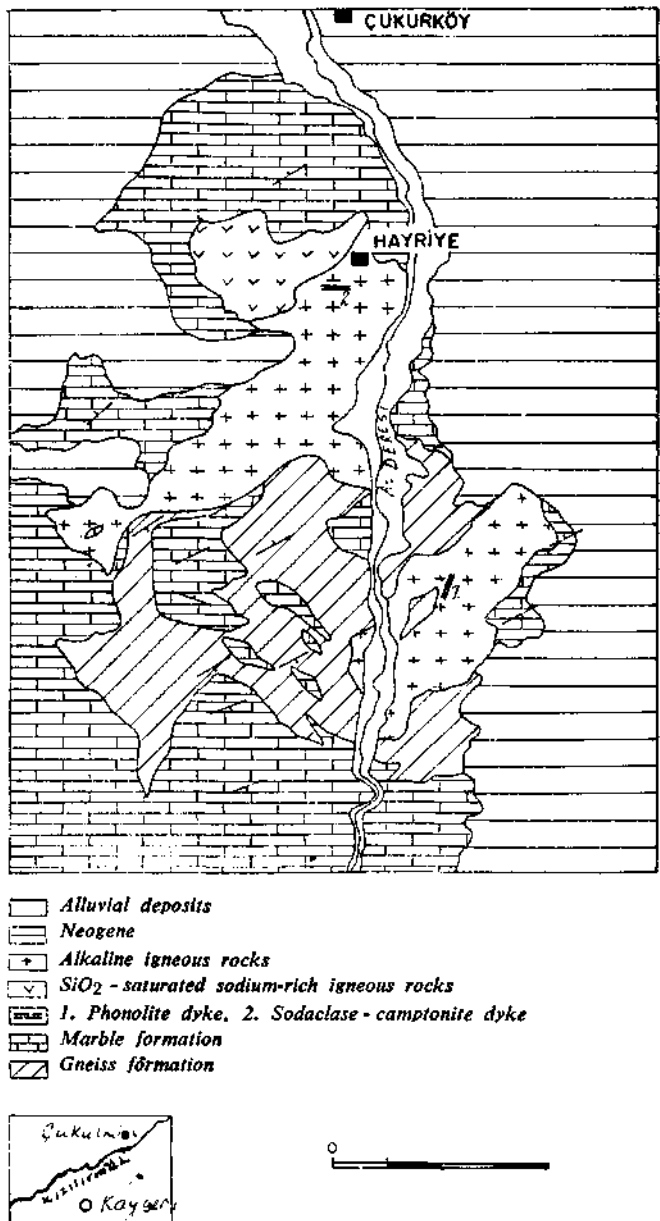 ÇUKURKÖY
HAYRİYE
2
DERESİ
1
Alluvial deposits
Neogene
Alkaline igneous rocks
SiO2 - saturated sodium-rich igneous rocks
1. Phonolite dyke, 2. Sodaclase - camptonite dyke
Marble formation
Gneiss formation
0